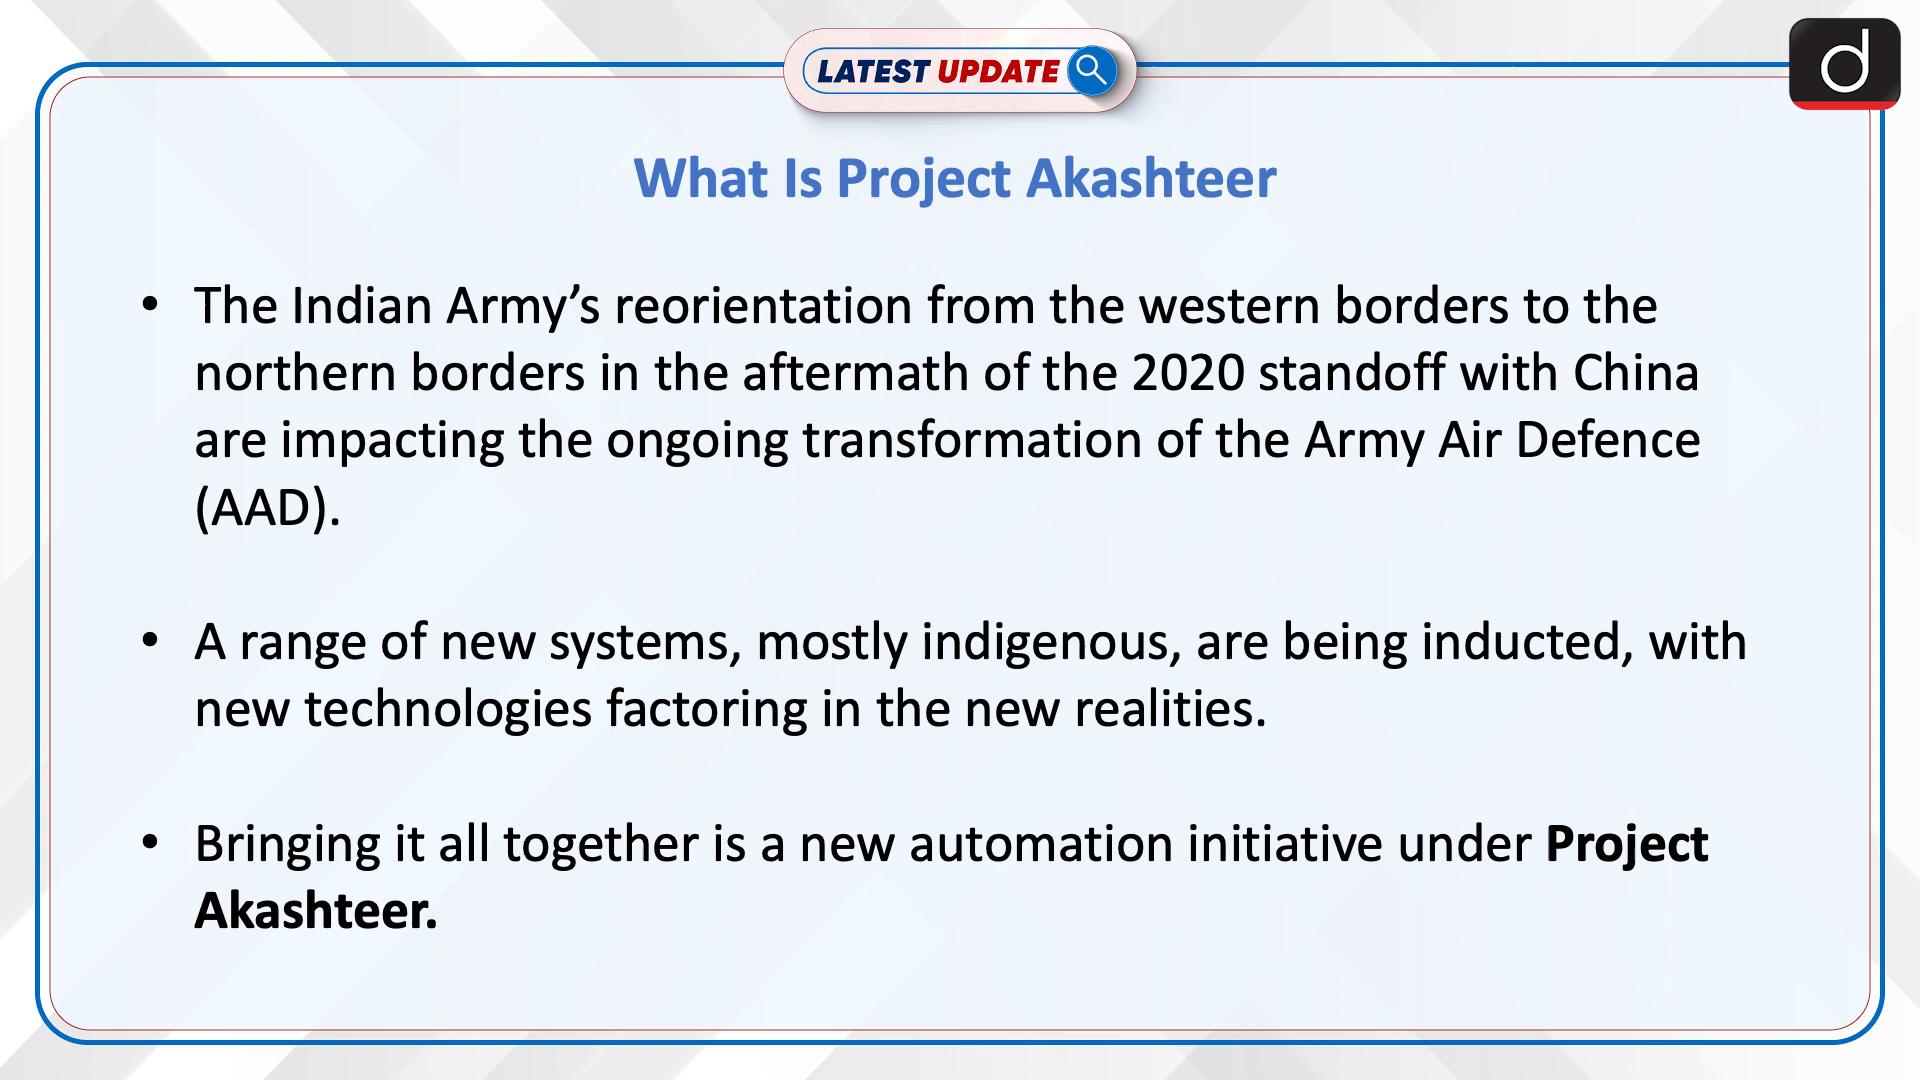 LATEST UPDATE
d
What Is Project Akashteer
• The Indian Army’s reorientation from the western borders to the
northern borders in the aftermath of the 2020 standoff with China
are impacting the ongoing transformation of the Army Air Defence
(AAD).
• A range of new systems, mostly indigenous, are being inducted, with
new technologies factoring in the new realities.
• Bringing it all together is a new automation initiative under Project
Akashteer.